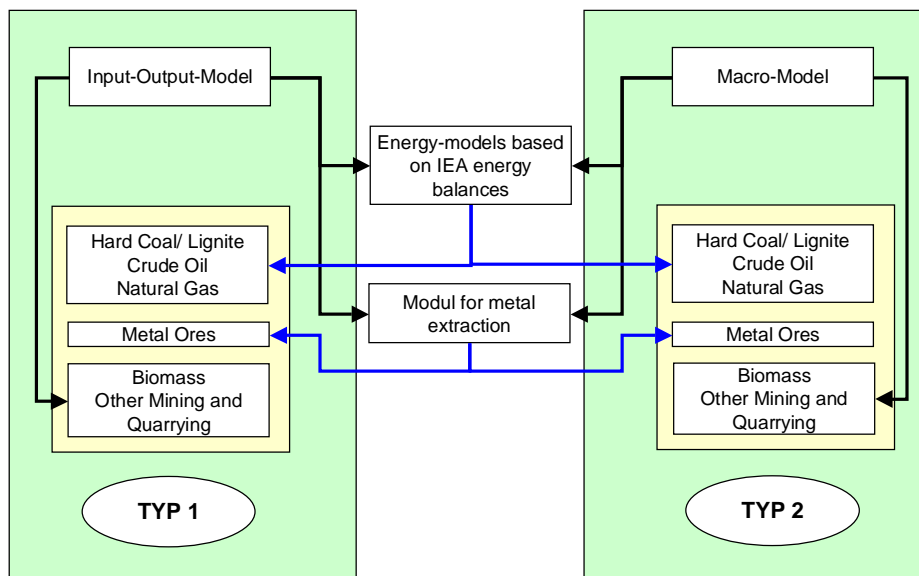 Input-Output-Model
Macro-Model
Energy-models based
on IEA energy
balances
Hard Coal/ Lignite
Crude Oil
Natural Gas
Hard Coal/ Lignite
Crude Oil
Natural Gas
Modul for metal
extraction
Metal Ores
Metal Ores
Biomass
Other Mining and
Quarrying
Biomass
Other Mining and
Quarrying
TYP 1
TYP 2